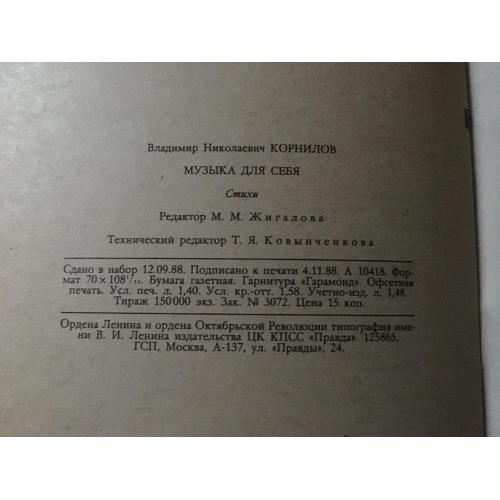 Владимир Николаевич КОРНИЛОВ
МУЗЫКА ДЛЯ СЕБЯ
Стихи
Редактор М. М. Жигалова
Технический редактор Т. Я. Ковынченкова
Сдано в набор 12.09.88. Подписано к печати 4.11.88. А 10418. Фор-
мат 70 × 108¹/₃₂. Бумага газетная. Гарнитура «Гарамонд». Офсетная
печать. Усл. печ. л. 1,40. Усл. кр.-отт. 1,58. Учетно-изд. л. 1,48.
Тираж 150 000 экз. Зак. № 3072. Цена 15 коп.
Ордена Ленина и ордена Октябрьской Революции типография име-
ни В. И. Ленина издательства ЦК КПСС «Правда». 125865,
ГСП, Москва, А-137, ул. «Правды». 24.